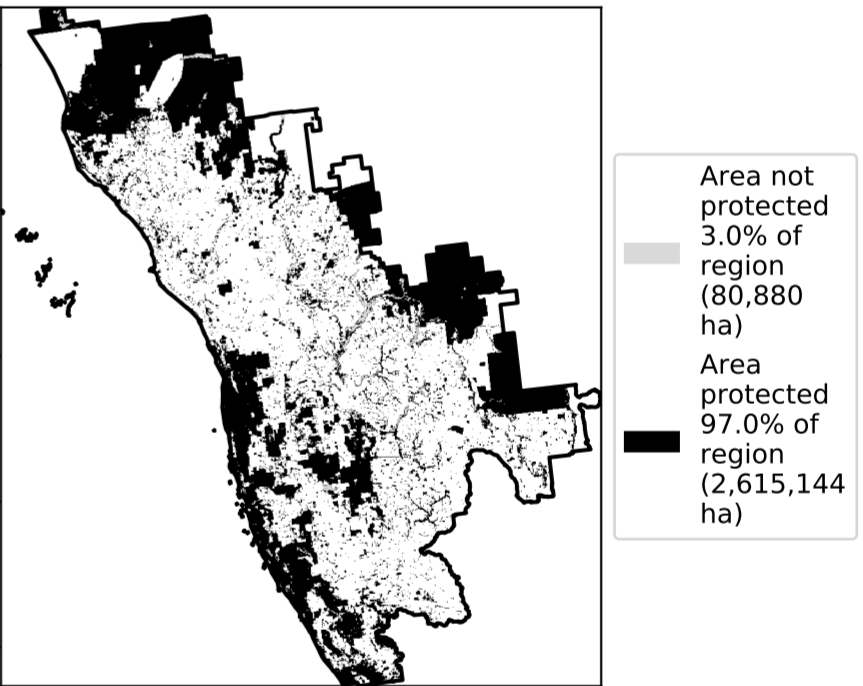 Area not
protected
3.0% of
region
(80,880
ha)
Area
protected
97.0% of
region
(2,615,144
ha)